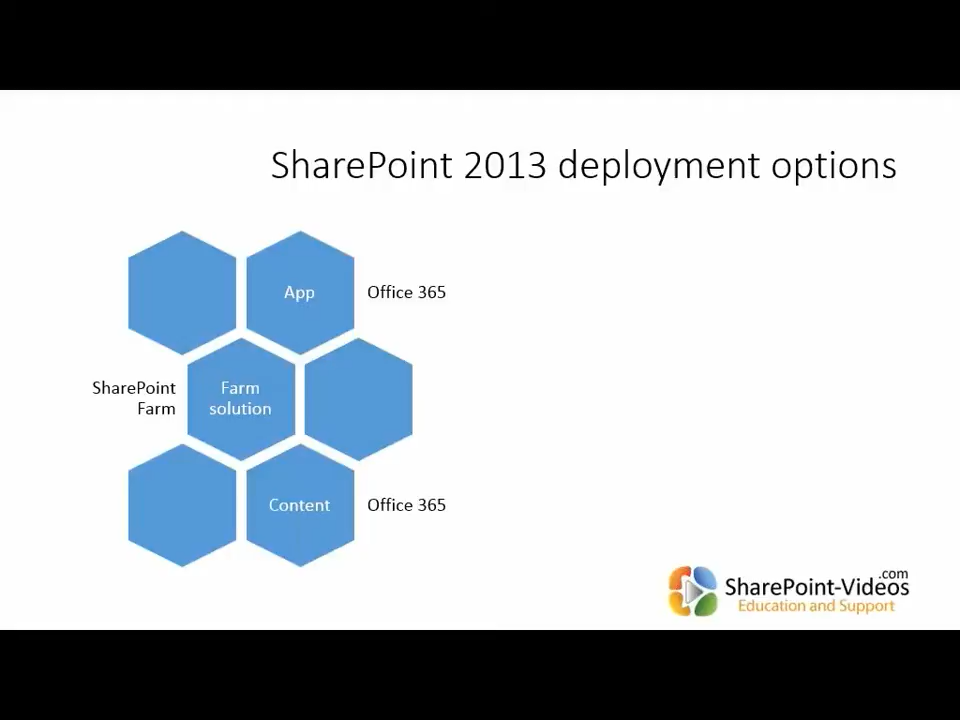 SharePoint 2013 deployment options
App
Office 365
SharePoint
Farm
Farm
solution
Content
Office 365
.com
SharePoint-Videos
Education and Support